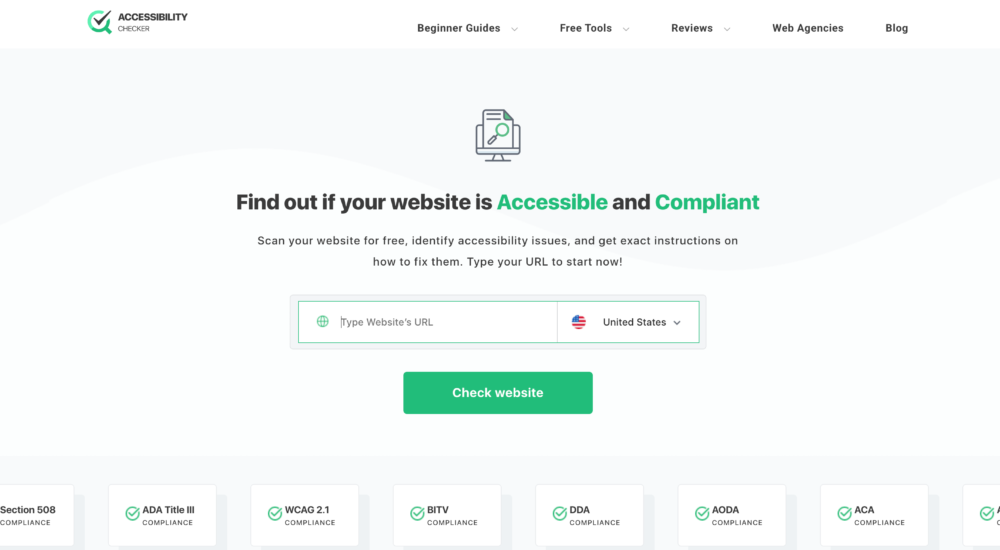 ACCESSIBILITY
CHECKER
Beginner Guides
Free Tools
Reviews
Web Agencies
Blog
Find out if your website is Accessible and Compliant
Scan your website for free, identify accessibility issues, and get exact instructions on
how to fix them. Type your URL to start now!
Type Website's URL
United States
Check website
Section 508
COMPLIANCE
ADA Title III
COMPLIANCE
WCAG 2.1
COMPLIANCE
BITV
COMPLIANCE
DDA
COMPLIANCE
AODA
COMPLIANCE
ACA
COMPLIANCE